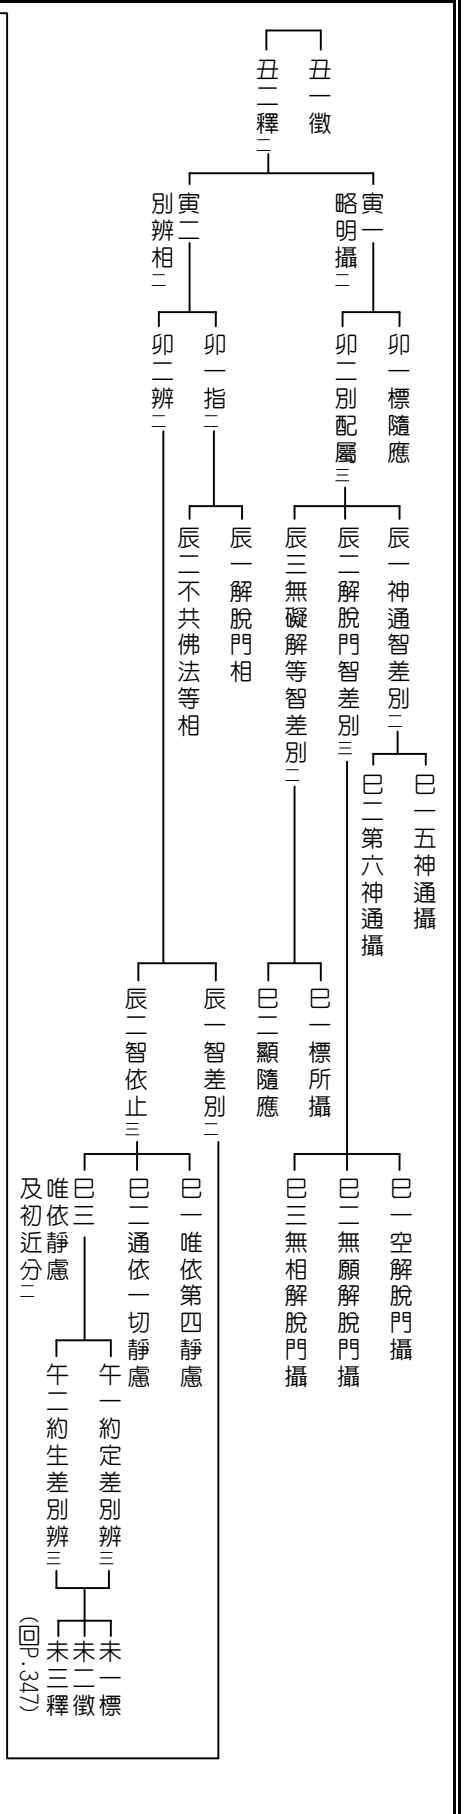 丑一徵
丑二釋二
寅一
略明攝二
寅二
別辨相二
卯一標隨應
卯二別配屬三
卯一指二
卯二辨二
辰一神通智差別二
辰二解脫門智差別三
辰三無礙解等智差別二
辰一解脫門相
辰二不共佛法等相
巳一五神通攝
巳二第六神通攝
巳一標所攝
巳二顯隨應
辰一智差別二
辰二智依止三
巳一空解脫門攝
巳二無願解脫門攝
巳三無相解脫門攝
巳一唯依第四靜慮
巳二通依一切靜慮
巳三
唯依靜慮
及初近分二
午一約定差別辨三
午二約生差別辨三
未一標
未二徵
未三釋
(回P.347)